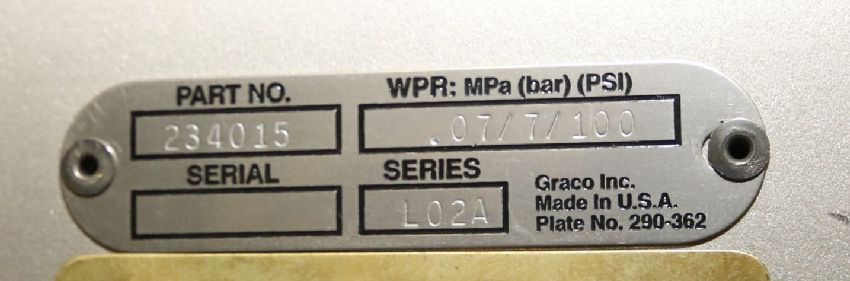 PART NO.
WPR: MPa (bar) (PSI)
234015
.07/7/100
SERIAL
SERIES
L02A
Graco Inc.
Made in U.S.A.
Plate No. 290-362